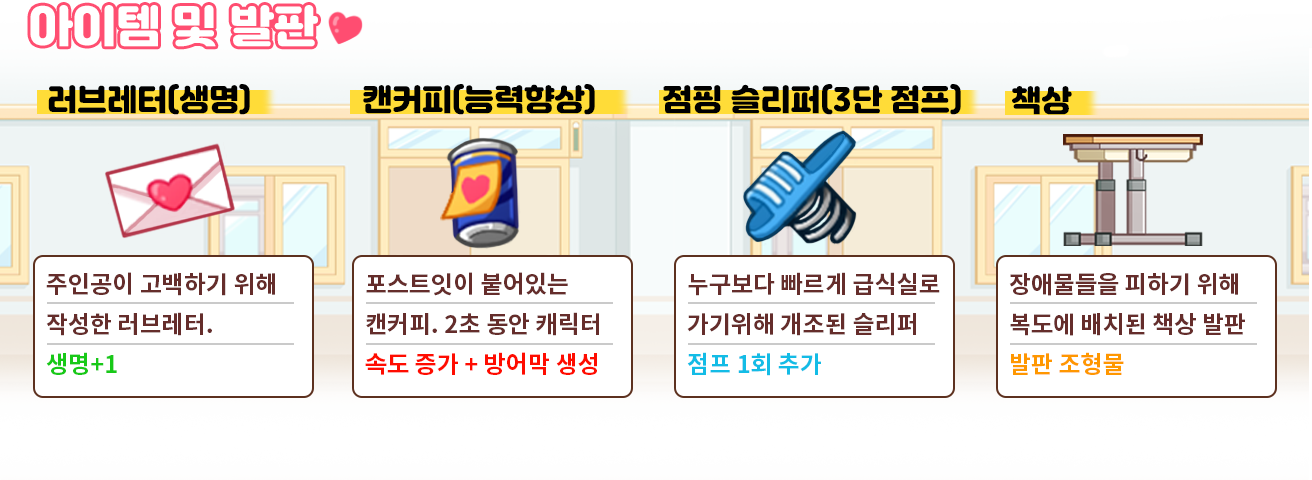 아이템 및 발판
러브레터(생명)
캔커피(능력향상)
점핑 슬리퍼(3단 점프)
책상
주인공이 고백하기 위해
작성한 러브레터.
생명+1
포스트잇이 붙어있는
캔커피. 2초 동안 캐릭터
속도 증가 + 방어막 생성
누구보다 빠르게 급식실로
가기위해 개조된 슬리퍼
점프 1회 추가
장애물들을 피하기 위해
복도에 배치된 책상 발판
발판 조형물